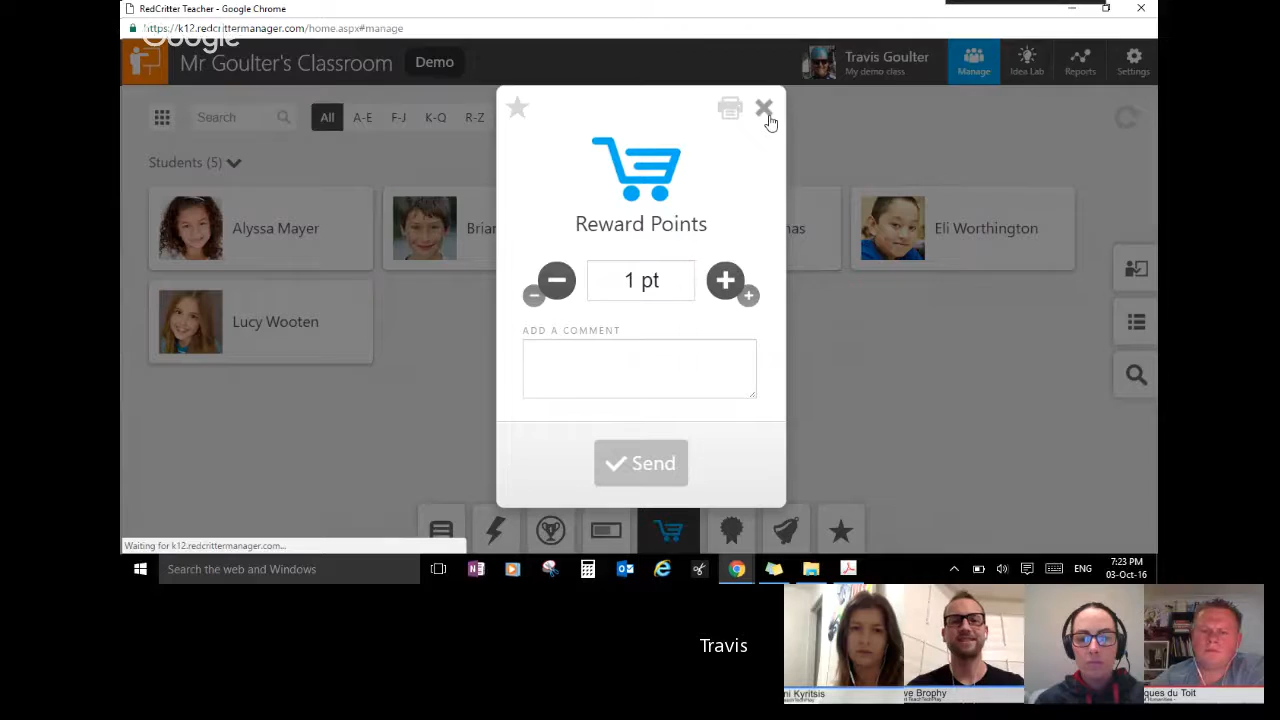 RedCritter Teacher - Google Chrome
https://k12.redcrittermanager.com/home.aspx#manage
Google
Mr Goulter's Classroom
Demo
Travis Goulter
My demo class
Manage
Idea Lab
Reports
Settings
Search
All
A-E
F-J
K-Q
R-Z
Students (5)
Alyssa Mayer
Eli Worthington
Lucy Wooten
Reward Points
1 pt
ADD A COMMENT
Send
Waiting for k12.redcrittermanager.com...
Search the web and Windows
ENG
7:23 PM
03-Oct-16
Travis
ni Kyritsis
ve Brophy
ques du Toit